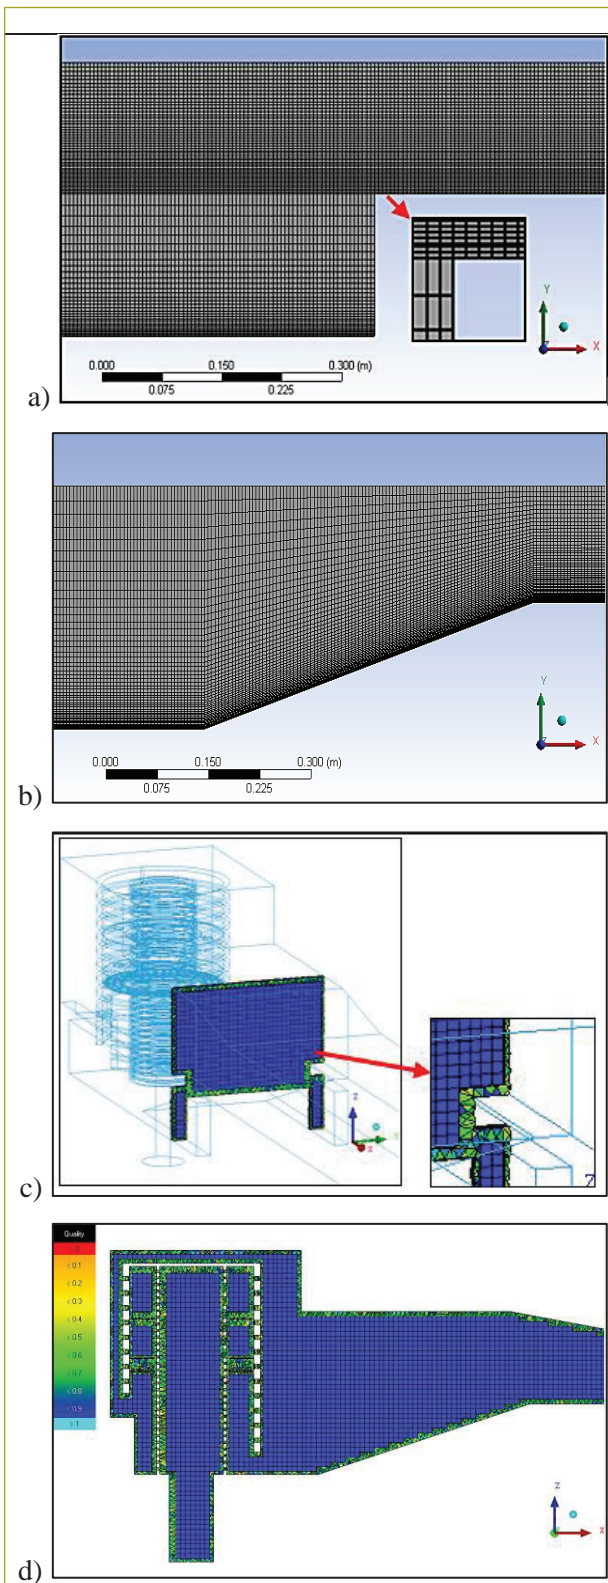 Y
X
Z
0.000
0.150
0.300 (m)
0.075
0.225
a)
Y
X
Z
0.000
0.150
0.300 (m)
0.075
0.225
b)
Z
X
Z
c)
Quality
< 0.1
< 0.2
< 0.3
< 0.4
< 0.5
< 0.6
< 0.7
< 0.8
< 0.9
< 1
Z
X
d)